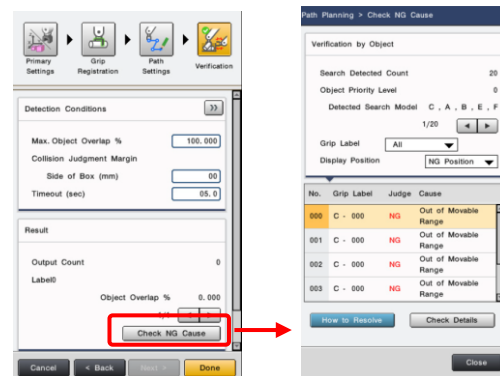 Primary Settings
Grip Registration
Path Settings
Verification
Detection Conditions
>>
Max. Object Overlap % 100.000
Collision Judgment Margin
Side of Box (mm) 00
Timeout (sec) 05.0
Result
Output Count 0
Label0
Object Overlap % 0.000
Check NG Cause
Cancel < Back Next > Done
Path Planning > Check NG Cause
Verification by Object
Search Detected Count 20
Object Priority Level 0
Detected Search Model C , A , B , E , F
1/20
Grip Label All
Display Position NG Position
No. Grip Label Judge Cause
000 C - 000 NG Out of Movable Range
001 C - 000 NG Out of Movable Range
002 C - 000 NG Out of Movable Range
003 C - 000 NG Out of Movable Range
How to Resolve Check Details
Close